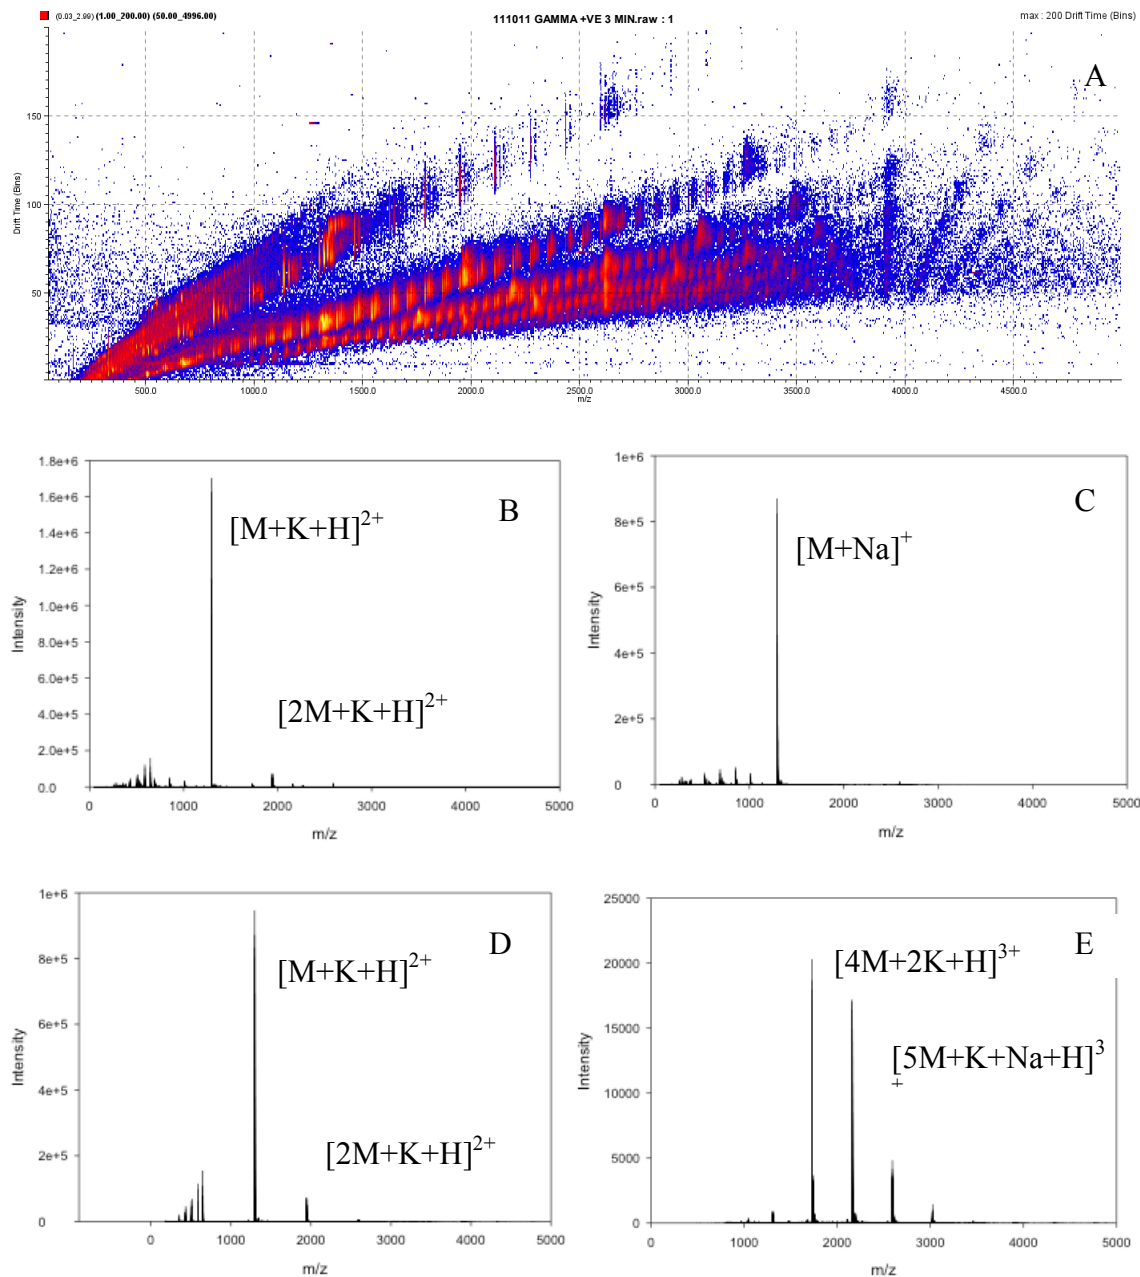 (0.03_2.99) (1.00_200.00) (50.00_4996.00)
111011 GAMMA +VE 3 MIN.raw : 1
max : 200 Drift Time (Bins)
A
150
100
50
Drift Time (Bins)
500.0 1000.0 1500.0 2000.0 2500.0 3000.0 3500.0 4000.0 4500.0
m/z
1.8e+6
1.6e+6
1.4e+6
1.2e+6
1.0e+6
8.0e+5
6.0e+5
4.0e+5
2.0e+5
0.0
Intensity
B
[M+K+H]2+
[2M+K+H]2+
0 1000 2000 3000 4000 5000
m/z
1e+6
8e+5
6e+5
4e+5
2e+5
0
Intensity
C
[M+Na]+
0 1000 2000 3000 4000 5000
m/z
1e+6
8e+5
6e+5
4e+5
2e+5
0
Intensity
D
[M+K+H]2+
[2M+K+H]2+
0 1000 2000 3000 4000 5000
m/z
25000
20000
15000
10000
5000
0
Intensity
E
[4M+2K+H]3+
[5M+K+Na+H]3
+
0 1000 2000 3000 4000 5000
m/z